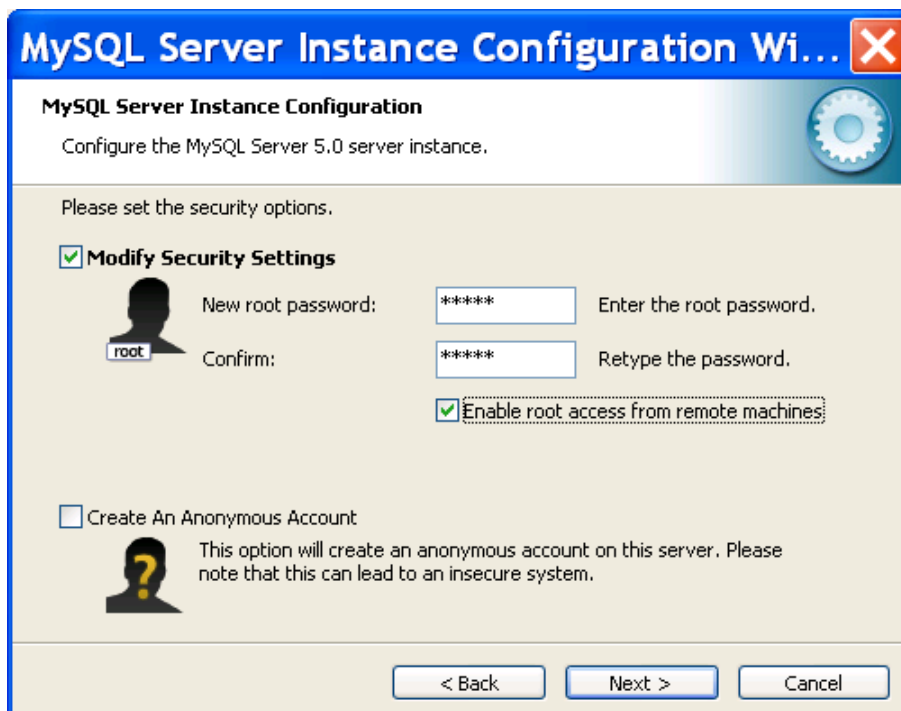 MySQL Server Instance Configuration Wi...
MySQL Server Instance Configuration
Configure the MySQL Server 5.0 server instance.
Please set the security options.
Modify Security Settings
New root password: ***** Enter the root password.
root
Confirm: ***** Retype the password.
Enable root access from remote machines
Create An Anonymous Account
This option will create an anonymous account on this server. Please
note that this can lead to an insecure system.
< Back Next > Cancel